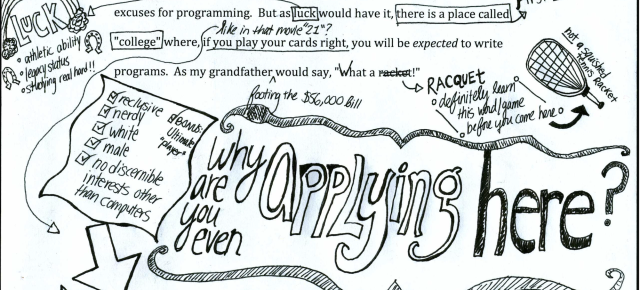 excuses for programming. But as luck would have it, there is a place called
like in that movie "21"?
"college" where, if you play your cards right, you will be expected to write
programs. As my grandfather would say, "What a racket!"
footing the $56,000 bill
LUCK!
• athletic ability
• legacy status
• studying real hard!!
RACQUET
• definitely learn
this word/game
before you come here
not a squished
tennis racket
reclusive
nerdy
white
male
no discernible
interests other
than computers
BONUS:
Ultimate
"player"
why
are
you
even
applying
here?